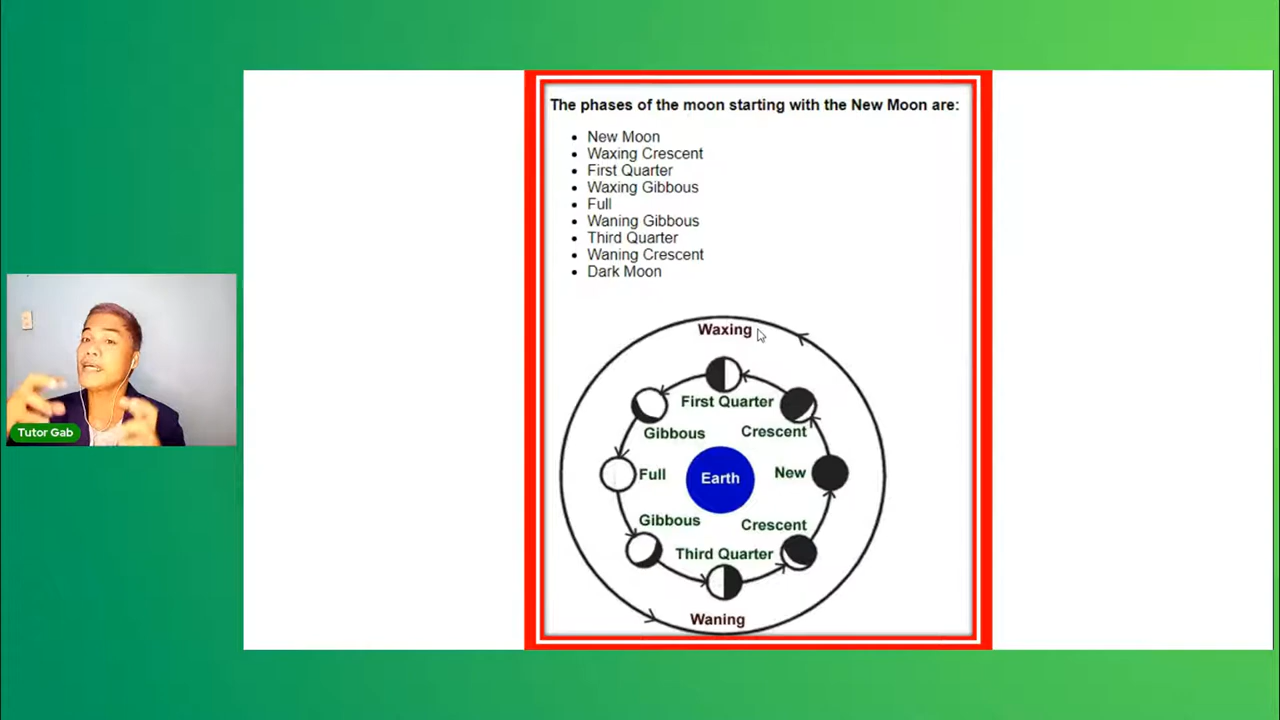 The phases of the moon starting with the New Moon are:
New Moon
Waxing Crescent
First Quarter
Waxing Gibbous
Full
Waning Gibbous
Third Quarter
Waning Crescent
Dark Moon
Waxing
First Quarter
Gibbous
Crescent
Full
Earth
New
Gibbous
Crescent
Third Quarter
Waning
Tutor Gab